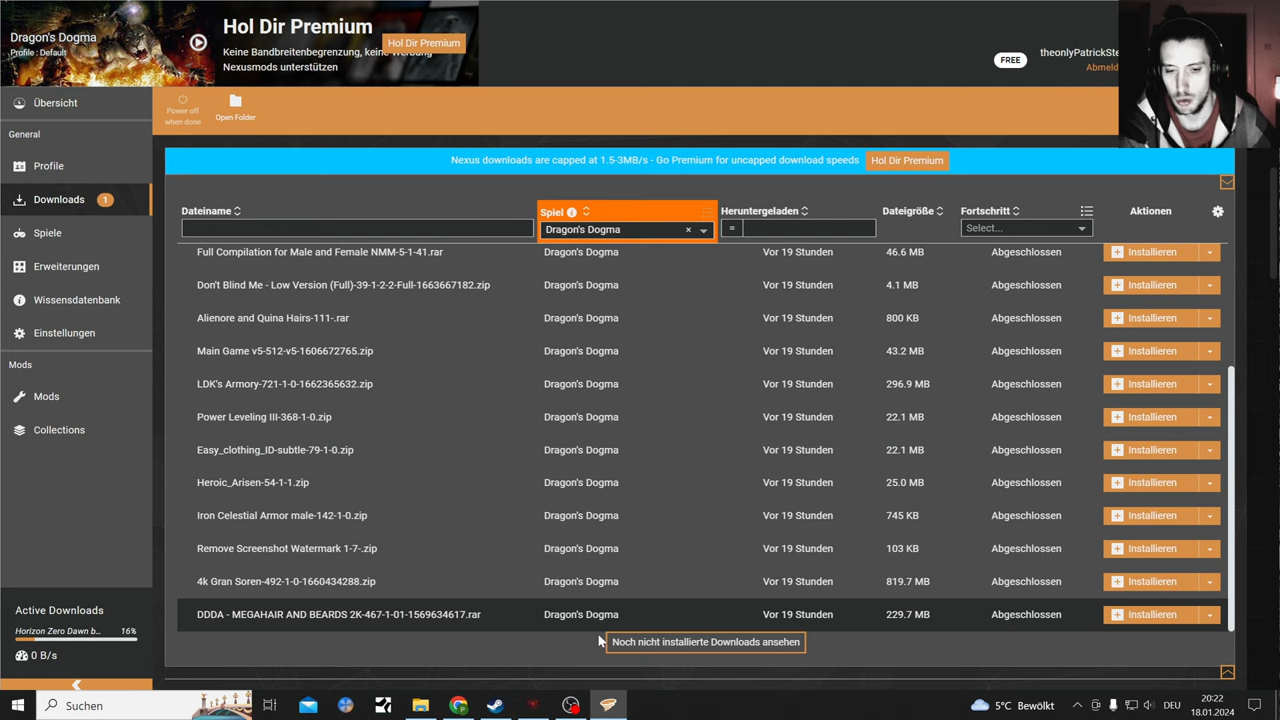 Dragon's Dogma
Profile : Default
Hol Dir Premium
Keine Bandbreitenbegrenzung, keine Werbung
Nexusmods unterstützen
Hol Dir Premium
FREE
theonlyPatrickSte
Abmeld
Übersicht
General
Profile
Downloads 1
Spiele
Erweiterungen
Wissensdatenbank
Einstellungen
Mods
Mods
Collections
Active Downloads
Horizon Zero Dawn b... 16%
0 B/s
Power off when done
Open Folder
Nexus downloads are capped at 1.5-3MB/s - Go Premium for uncapped download speeds Hol Dir Premium
Dateiname Spiel Heruntergeladen Dateigröße Fortschritt Aktionen
Dragon's Dogma × = Select...
Full Compilation for Male and Female NMM-5-1-41.rar Dragon's Dogma Vor 19 Stunden 46.6 MB Abgeschlossen Installieren
Don't Blind Me - Low Version (Full)-39-1-2-2-Full-1663667182.zip Dragon's Dogma Vor 19 Stunden 4.1 MB Abgeschlossen Installieren
Alienore and Quina Hairs-111-.rar Dragon's Dogma Vor 19 Stunden 800 KB Abgeschlossen Installieren
Main Game v5-512-v5-1606672765.zip Dragon's Dogma Vor 19 Stunden 43.2 MB Abgeschlossen Installieren
LDK's Armory-721-1-0-1662365632.zip Dragon's Dogma Vor 19 Stunden 296.9 MB Abgeschlossen Installieren
Power Leveling III-368-1-0.zip Dragon's Dogma Vor 19 Stunden 22.1 MB Abgeschlossen Installieren
Easy_clothing_ID-subtle-79-1-0.zip Dragon's Dogma Vor 19 Stunden 22.1 MB Abgeschlossen Installieren
Heroic_Arisen-54-1-1.zip Dragon's Dogma Vor 19 Stunden 25.0 MB Abgeschlossen Installieren
Iron Celestial Armor male-142-1-0.zip Dragon's Dogma Vor 19 Stunden 745 KB Abgeschlossen Installieren
Remove Screenshot Watermark 1-7-.zip Dragon's Dogma Vor 19 Stunden 103 KB Abgeschlossen Installieren
4k Gran Soren-492-1-0-1660434288.zip Dragon's Dogma Vor 19 Stunden 819.7 MB Abgeschlossen Installieren
DDDA - MEGAHAIR AND BEARDS 2K-467-1-01-1569634617.rar Dragon's Dogma Vor 19 Stunden 229.7 MB Abgeschlossen Installieren
Noch nicht installierte Downloads ansehen
Suchen
5°C Bewölkt
DEU
20:22
18.01.2024